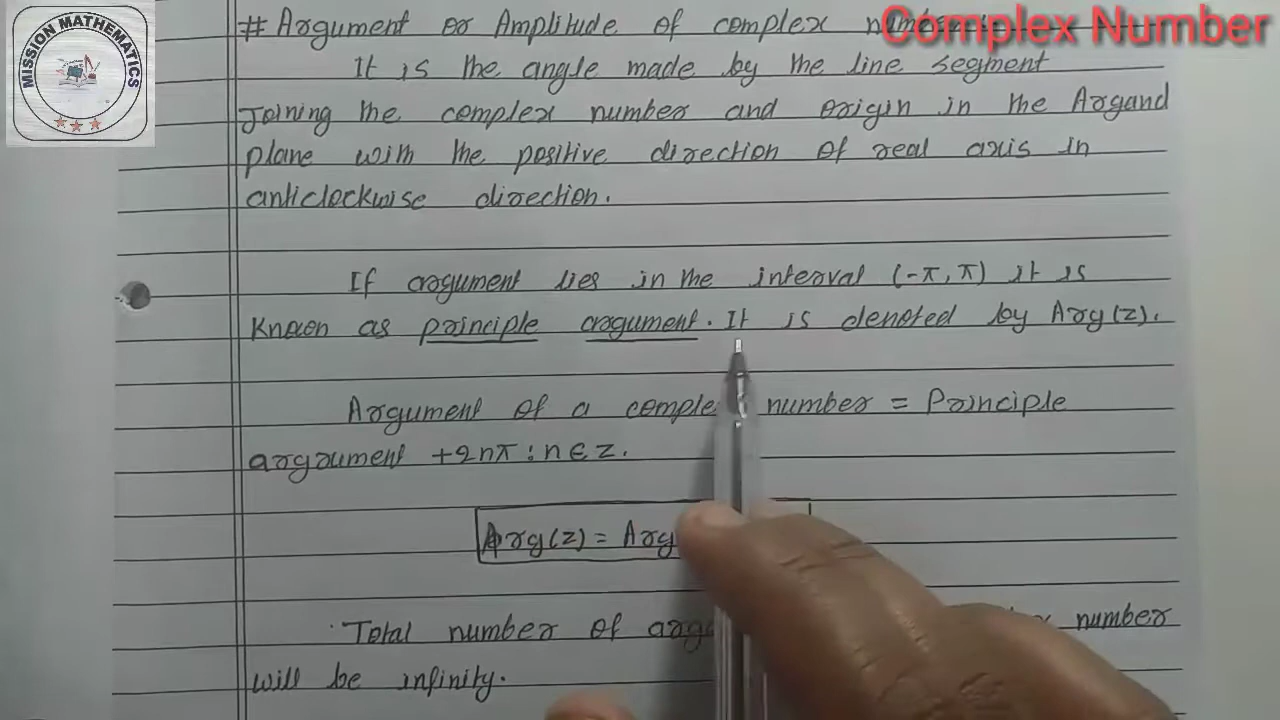 MISSION MATHEMATICS
Complex Number
# Argument or Amplitude of complex
It is the angle made by the line segment
Joining the complex number and origin in the Argand
plane with the positive direction of real axis in
anticlockwise direction.
If argument lies in the interval (-π, π) it is
known as principle argument. It is denoted by Arg(z).
Argument of a comple number = Principle
argrument +2nπ : n ∈ z.
Arg(z) = Arg
Total number of number
will be infinity.